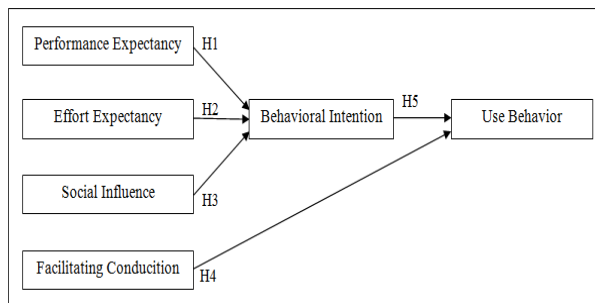 Performance Expectancy
H1
Effort Expectancy
H2
Behavioral Intention
H5
Use Behavior
Social Influence
H3
Facilitating Conducition
H4